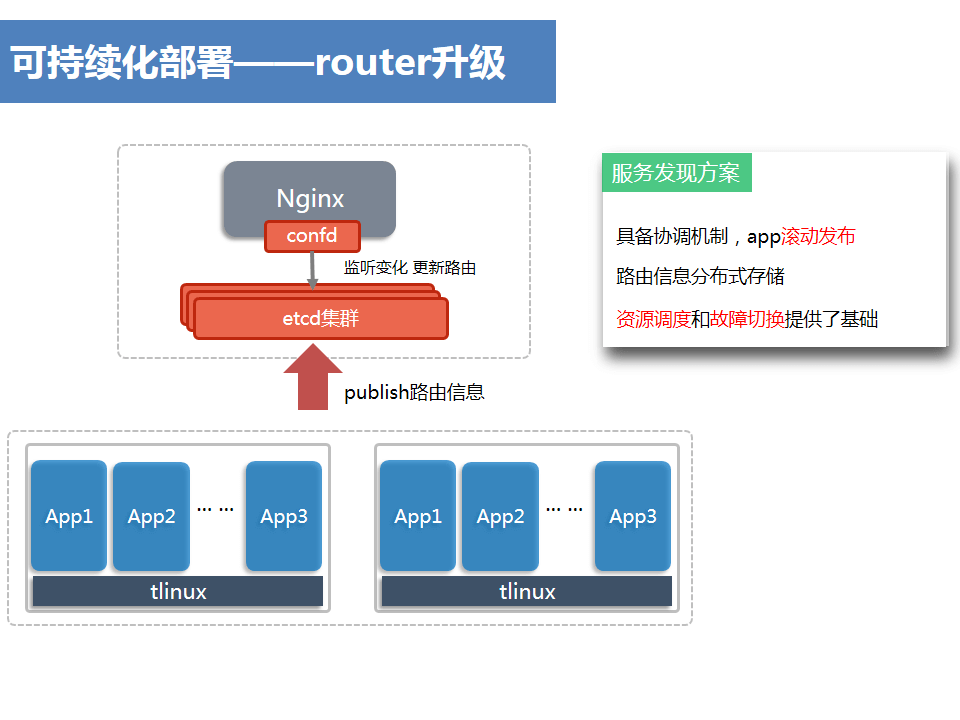 可持续化部署——router升级
Nginx
confd
监听变化 更新路由
etcd集群
publish路由信息
服务发现方案
具备协调机制，app滚动发布
路由信息分布式存储
资源调度和故障切换提供了基础
App1 App2 ... ... App3
tlinux
App1 App2 ... ... App3
tlinux